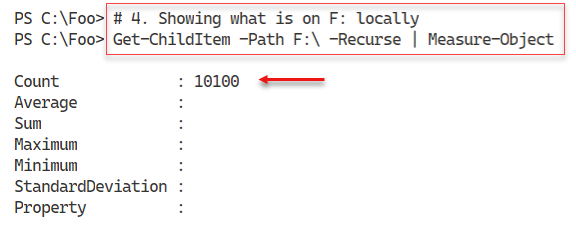 PS C:\Foo> # 4. Showing what is on F: locally
PS C:\Foo> Get-ChildItem -Path F:\ -Recurse | Measure-Object
Count             : 10100
Average           :
Sum               :
Maximum           :
Minimum           :
StandardDeviation :
Property          :